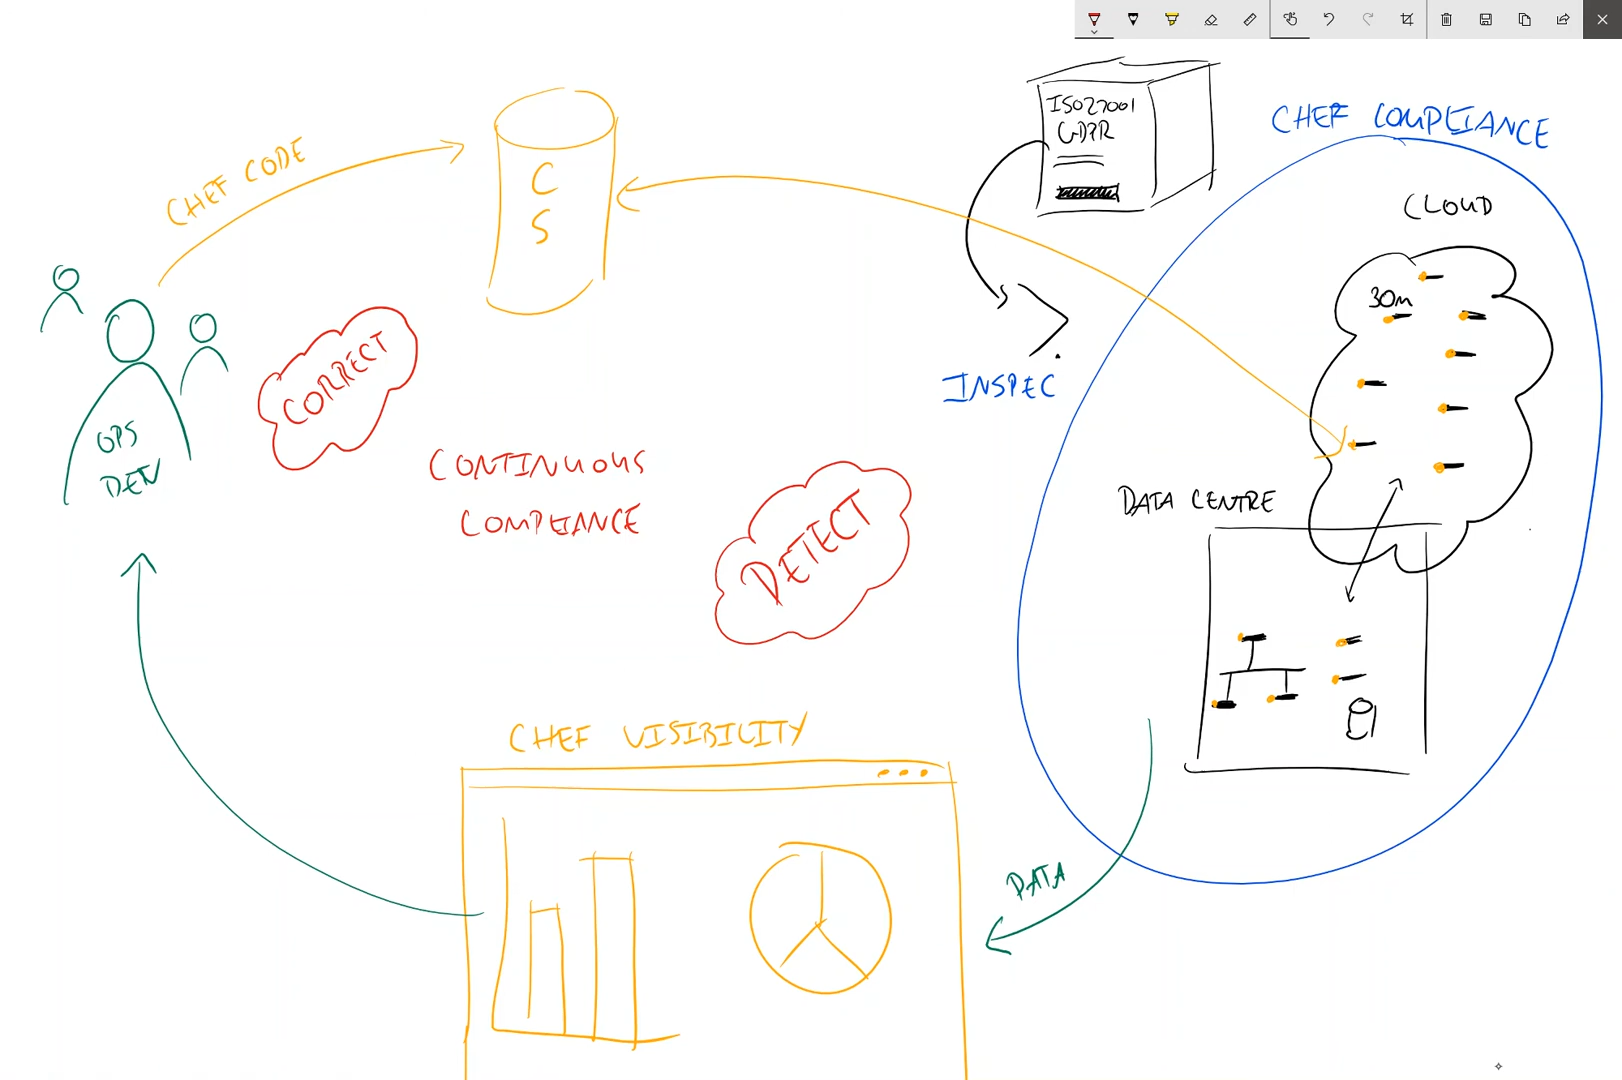 CHEF CODE
C
S
ISO27001
GDPR
CHEF COMPLIANCE
CLOUD
30m
CORRECT
INSPEC
OPS
DEV
CONTINUOUS
COMPLIANCE
DETECT
DATA CENTRE
CHEF VISIBILITY
DATA